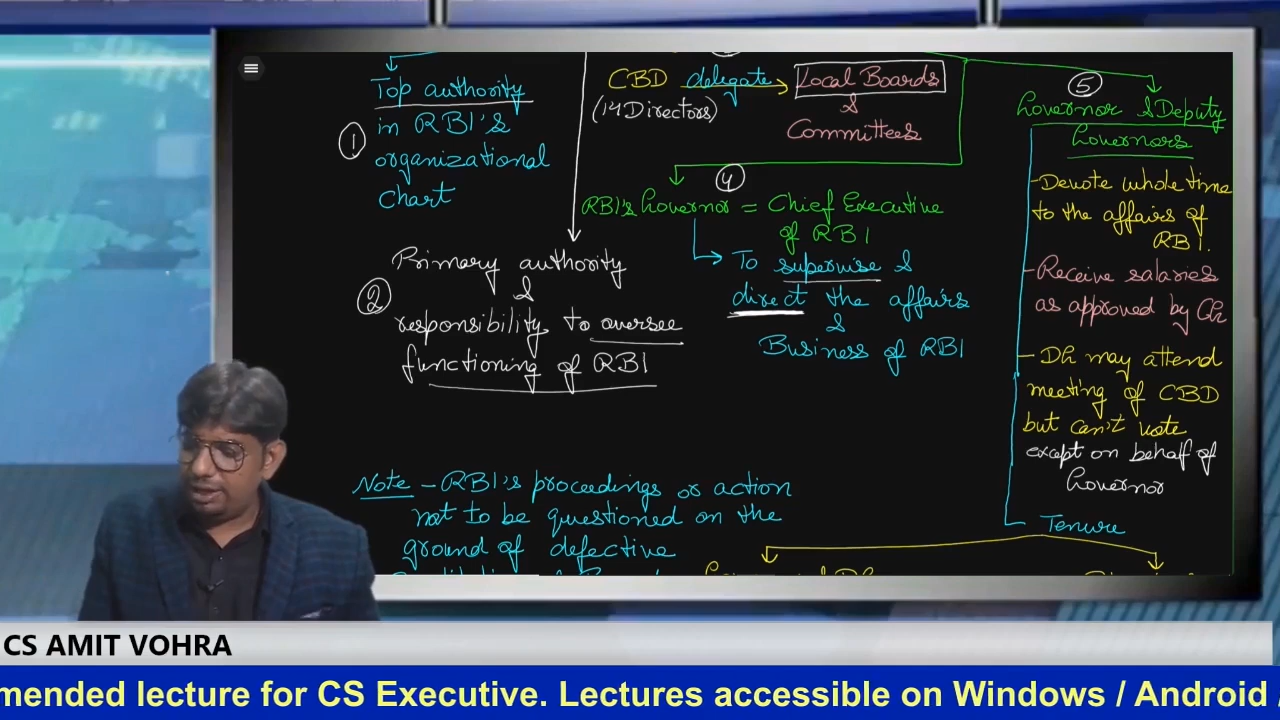 Top authority
in RBI's
①
organizational
chart
②
Primary authority
&
responsibility to oversee
functioning of RBI
CBD delegate Local Boards
(14 Directors)
&
Committees
④
RBI's Governor = Chief Executive
of RBI
To supervise &
direct the affairs
&
Business of RBI
⑤
Governor & Deputy
Governors
-Devote whole time
to the affairs of
RBI.
-Receive salaries
as approved by CG
- DG may attend
meeting of CBD
but can't vote
except on behalf of
Governor
Tenure
Note - RBI's proceedings or action
not to be questioned on the
ground of defective
CS AMIT VOHRA
mended lecture for CS Executive. Lectures accessible on Windows / Android